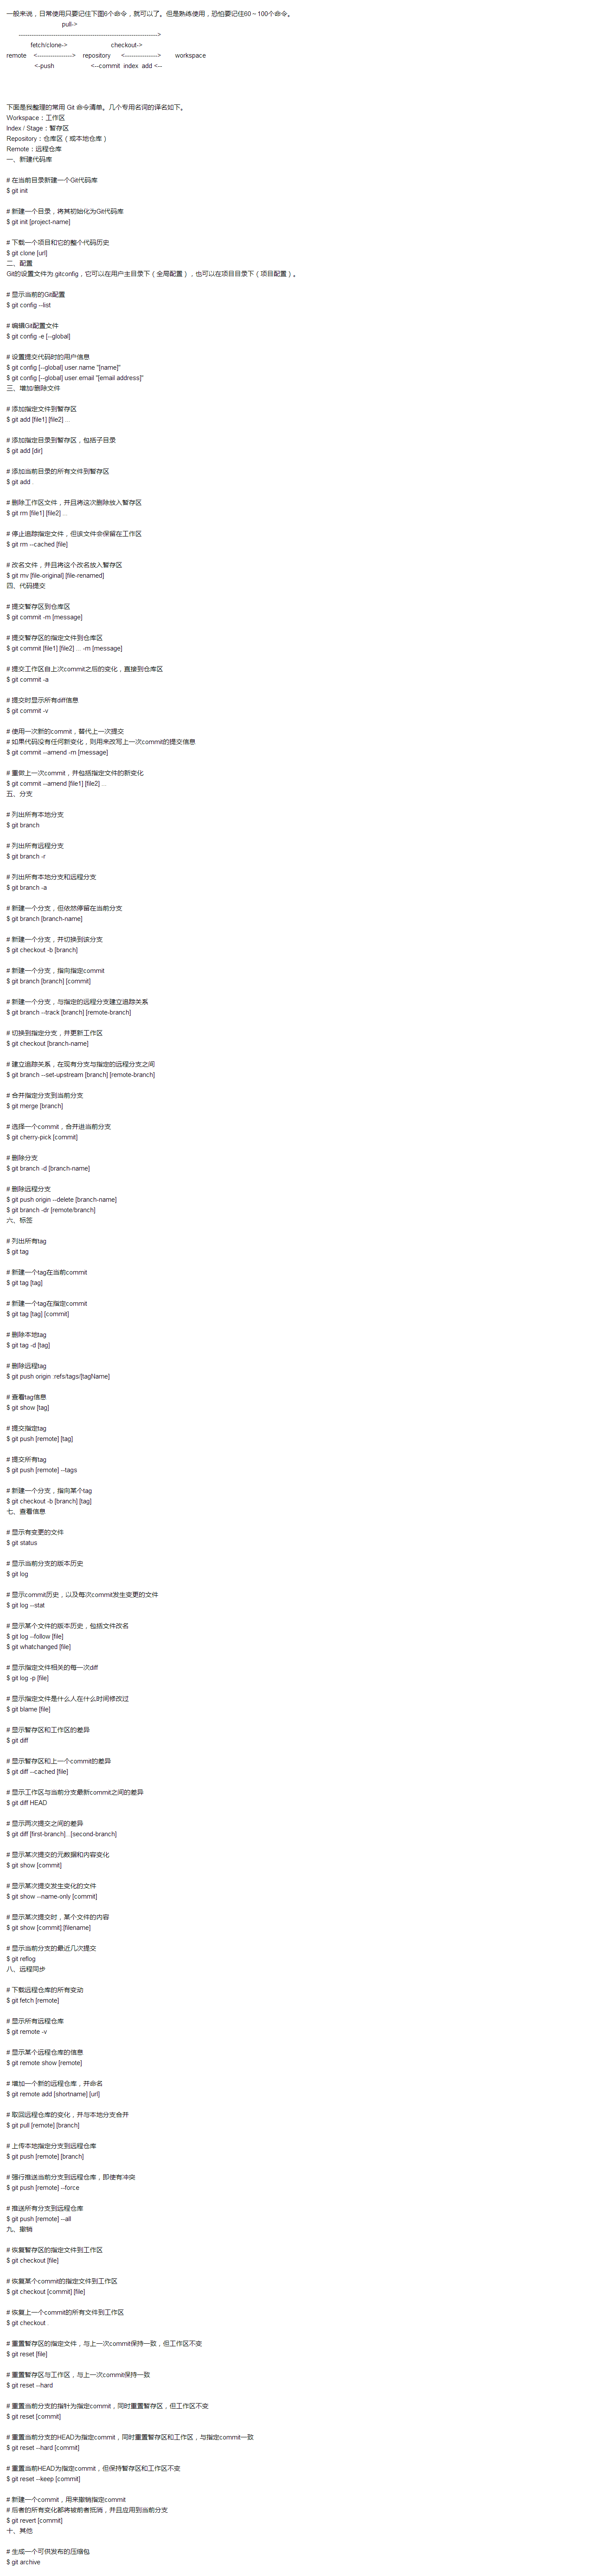 一般来说，日常使用只要记住下图6个命令，就可以了。但是熟练使用，恐怕要记住60～100个命令。
pull->
---------------------------------------------------------------->
fetch/clone-> checkout->
remote <----------------> repository <---------------> workspace
<-push <--commit index add <--
下面是我整理的常用 Git 命令清单。几个专用名词的译名如下。
Workspace：工作区
Index / Stage：暂存区
Repository：仓库区（或本地仓库）
Remote：远程仓库
一、新建代码库
# 在当前目录新建一个Git代码库
$ git init
# 新建一个目录，将其初始化为Git代码库
$ git init [project-name]
# 下载一个项目和它的整个代码历史
$ git clone [url]
二、配置
Git的设置文件为.gitconfig，它可以在用户主目录下（全局配置），也可以在项目目录下（项目配置）。
# 显示当前的Git配置
$ git config --list
# 编辑Git配置文件
$ git config -e [--global]
# 设置提交代码时的用户信息
$ git config [--global] user.name "[name]"
$ git config [--global] user.email "[email address]"
三、增加/删除文件
# 添加指定文件到暂存区
$ git add [file1] [file2] ...
# 添加指定目录到暂存区，包括子目录
$ git add [dir]
# 添加当前目录的所有文件到暂存区
$ git add .
# 删除工作区文件，并且将这次删除放入暂存区
$ git rm [file1] [file2] ...
# 停止追踪指定文件，但该文件会保留在工作区
$ git rm --cached [file]
# 改名文件，并且将这个改名放入暂存区
$ git mv [file-original] [file-renamed]
四、代码提交
# 提交暂存区到仓库区
$ git commit -m [message]
# 提交暂存区的指定文件到仓库区
$ git commit [file1] [file2] ... -m [message]
# 提交工作区自上次commit之后的变化，直接到仓库区
$ git commit -a
# 提交时显示所有diff信息
$ git commit -v
# 使用一次新的commit，替代上一次提交
# 如果代码没有任何新变化，则用来改写上一次commit的提交信息
$ git commit --amend -m [message]
# 重做上一次commit，并包括指定文件的新变化
$ git commit --amend [file1] [file2] ...
五、分支
# 列出所有本地分支
$ git branch
# 列出所有远程分支
$ git branch -r
# 列出所有本地分支和远程分支
$ git branch -a
# 新建一个分支，但依然停留在当前分支
$ git branch [branch-name]
# 新建一个分支，并切换到该分支
$ git checkout -b [branch]
# 新建一个分支，指向指定commit
$ git branch [branch] [commit]
# 新建一个分支，与指定的远程分支建立追踪关系
$ git branch --track [branch] [remote-branch]
# 切换到指定分支，并更新工作区
$ git checkout [branch-name]
# 建立追踪关系，在现有分支与指定的远程分支之间
$ git branch --set-upstream [branch] [remote-branch]
# 合并指定分支到当前分支
$ git merge [branch]
# 选择一个commit，合并进当前分支
$ git cherry-pick [commit]
# 删除分支
$ git branch -d [branch-name]
# 删除远程分支
$ git push origin --delete [branch-name]
$ git branch -dr [remote/branch]
六、标签
# 列出所有tag
$ git tag
# 新建一个tag在当前commit
$ git tag [tag]
# 新建一个tag在指定commit
$ git tag [tag] [commit]
# 删除本地tag
$ git tag -d [tag]
# 删除远程tag
$ git push origin :refs/tags/[tagName]
# 查看tag信息
$ git show [tag]
# 提交指定tag
$ git push [remote] [tag]
# 提交所有tag
$ git push [remote] --tags
# 新建一个分支，指向某个tag
$ git checkout -b [branch] [tag]
七、查看信息
# 显示有变更的文件
$ git status
# 显示当前分支的版本历史
$ git log
# 显示commit历史，以及每次commit发生变更的文件
$ git log --stat
# 显示某个文件的版本历史，包括文件改名
$ git log --follow [file]
$ git whatchanged [file]
# 显示指定文件相关的每一次diff
$ git log -p [file]
# 显示指定文件是什么人在什么时间修改过
$ git blame [file]
# 显示暂存区和工作区的差异
$ git diff
# 显示暂存区和上一个commit的差异
$ git diff --cached [file]
# 显示工作区与当前分支最新commit之间的差异
$ git diff HEAD
# 显示两次提交之间的差异
$ git diff [first-branch]...[second-branch]
# 显示某次提交的元数据和内容变化
$ git show [commit]
# 显示某次提交发生变化的文件
$ git show --name-only [commit]
# 显示某次提交时，某个文件的内容
$ git show [commit]:[filename]
# 显示当前分支的最近几次提交
$ git reflog
八、远程同步
# 下载远程仓库的所有变动
$ git fetch [remote]
# 显示所有远程仓库
$ git remote -v
# 显示某个远程仓库的信息
$ git remote show [remote]
# 增加一个新的远程仓库，并命名
$ git remote add [shortname] [url]
# 取回远程仓库的变化，并与本地分支合并
$ git pull [remote] [branch]
# 上传本地指定分支到远程仓库
$ git push [remote] [branch]
# 强行推送当前分支到远程仓库，即使有冲突
$ git push [remote] --force
# 推送所有分支到远程仓库
$ git push [remote] --all
九、撤销
# 恢复暂存区的指定文件到工作区
$ git checkout [file]
# 恢复某个commit的指定文件到工作区
$ git checkout [commit] [file]
# 恢复上一个commit的所有文件到工作区
$ git checkout .
# 重置暂存区的指定文件，与上一次commit保持一致，但工作区不变
$ git reset [file]
# 重置暂存区与工作区，与上一次commit保持一致
$ git reset --hard
# 重置当前分支的指针为指定commit，同时重置暂存区，但工作区不变
$ git reset [commit]
# 重置当前分支的HEAD为指定commit，同时重置暂存区和工作区，与指定commit一致
$ git reset --hard [commit]
# 重置当前HEAD为指定commit，但保持暂存区和工作区不变
$ git reset --keep [commit]
# 新建一个commit，用来撤销指定commit
# 后者的所有变化都将被前者抵消，并且应用到当前分支
$ git revert [commit]
十、其他
# 生成一个可供发布的压缩包
$ git archive